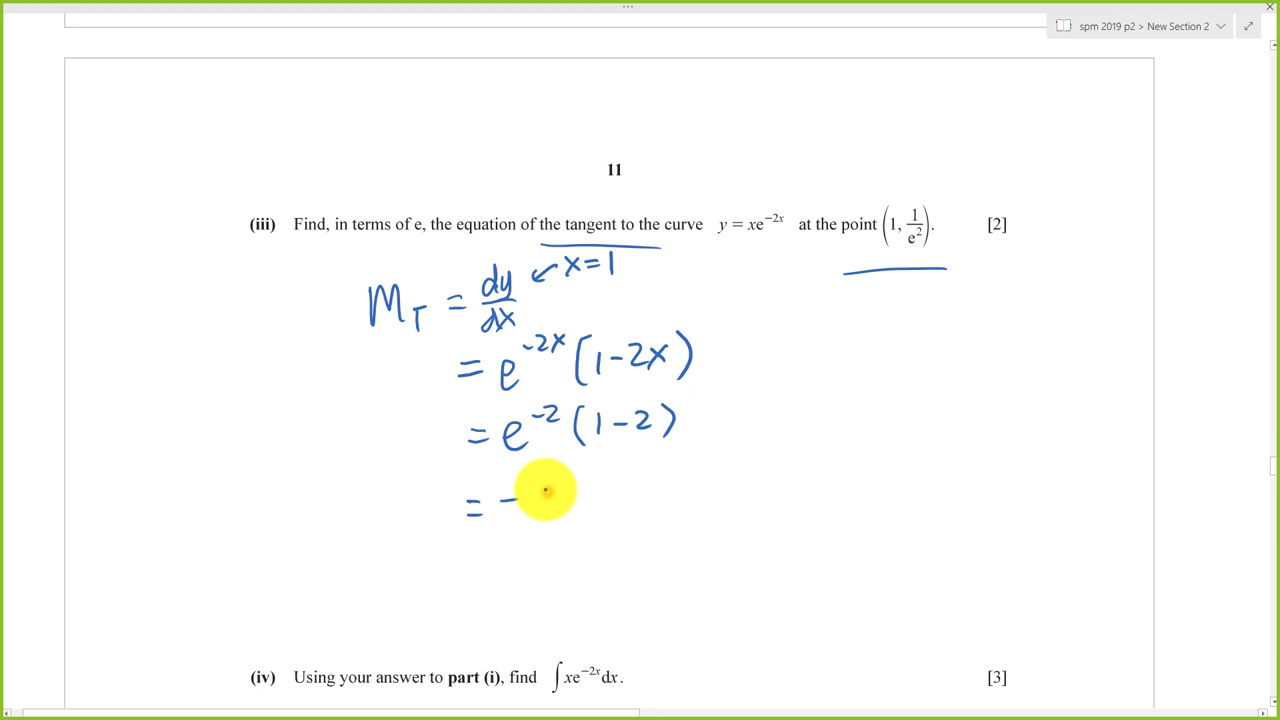 spm 2019 p2 > New Section 2
11
(iii) Find, in terms of e, the equation of the tangent to the curve y = xe^{-2x} at the point (1, 1/e^2). [2]
M_T = dy/dx ↙ x=1
= e^{-2x} (1-2x)
= e^{-2} (1-2)
= -
(iv) Using your answer to part (i), find ∫xe^{-2x}dx. [3]